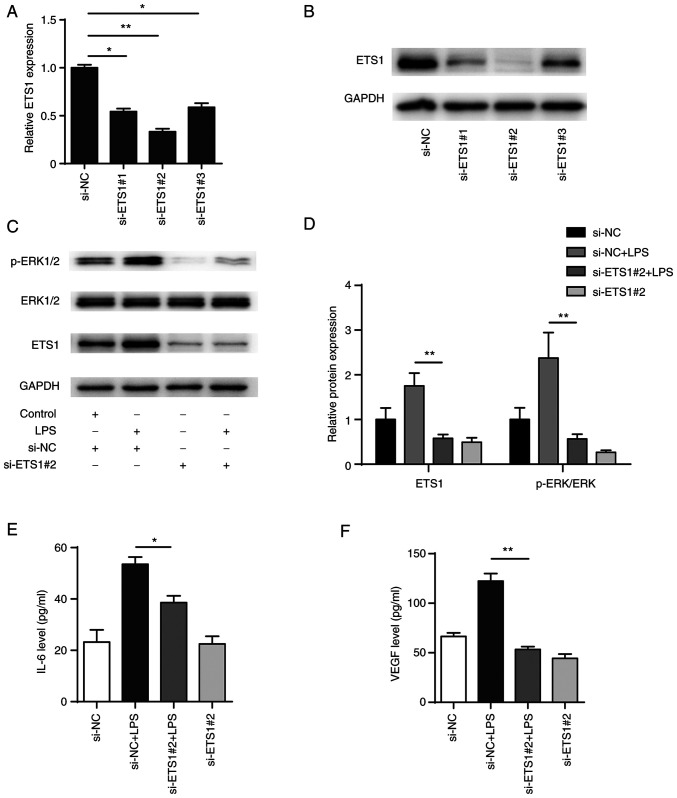 A
*
**
*
Relative ETS1 expression
1.5
1.0
0.5
0
si-NC
si-ETS1#1
si-ETS1#2
si-ETS1#3
B
ETS1
GAPDH
si-NC
si-ETS1#1
si-ETS1#2
si-ETS1#3
C
p-ERK1/2
ERK1/2
ETS1
GAPDH
Control + – – –
LPS – + – +
si-NC + + – –
si-ETS1#2 – – + +
D
si-NC
si-NC+LPS
si-ETS1#2+LPS
si-ETS1#2
Relative protein expression
4
3
2
1
0
**
**
ETS1 p-ERK/ERK
E
IL-6 level (pg/ml)
60
40
20
0
*
si-NC
si-NC+LPS
si-ETS1#2+LPS
si-ETS1#2
F
VEGF level (pg/ml)
150
100
50
0
**
si-NC
si-NC+LPS
si-ETS1#2+LPS
si-ETS1#2